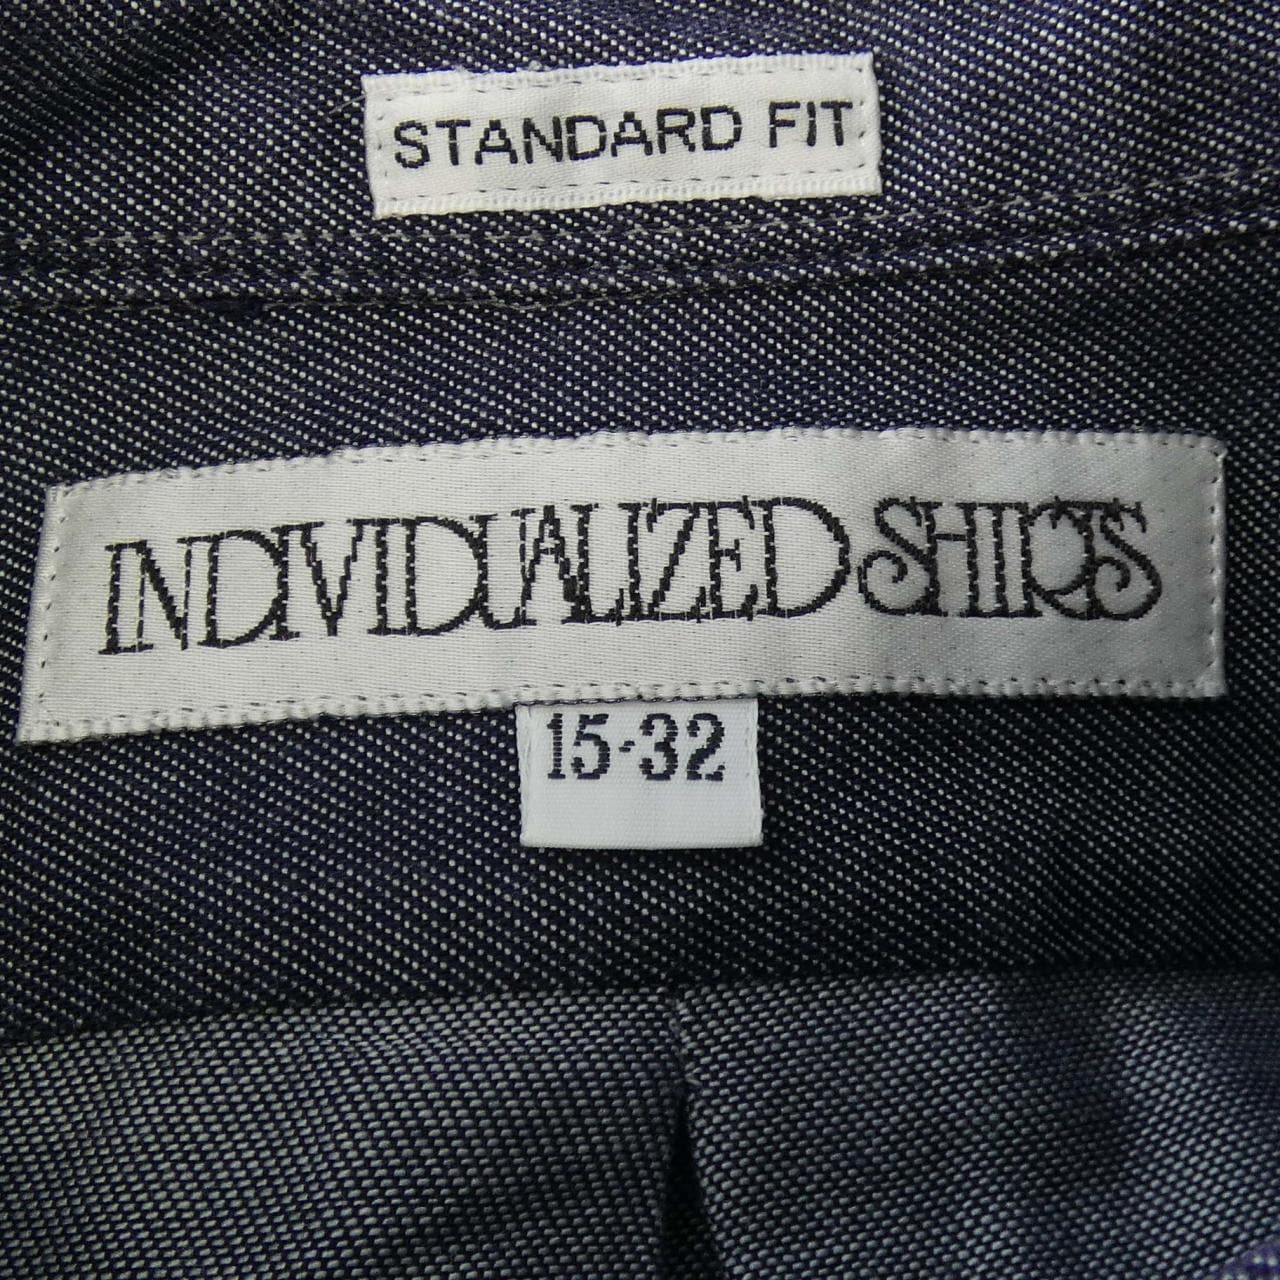 STANDARD FIT
INDIVIDUALIZED SHIRTS
15-32